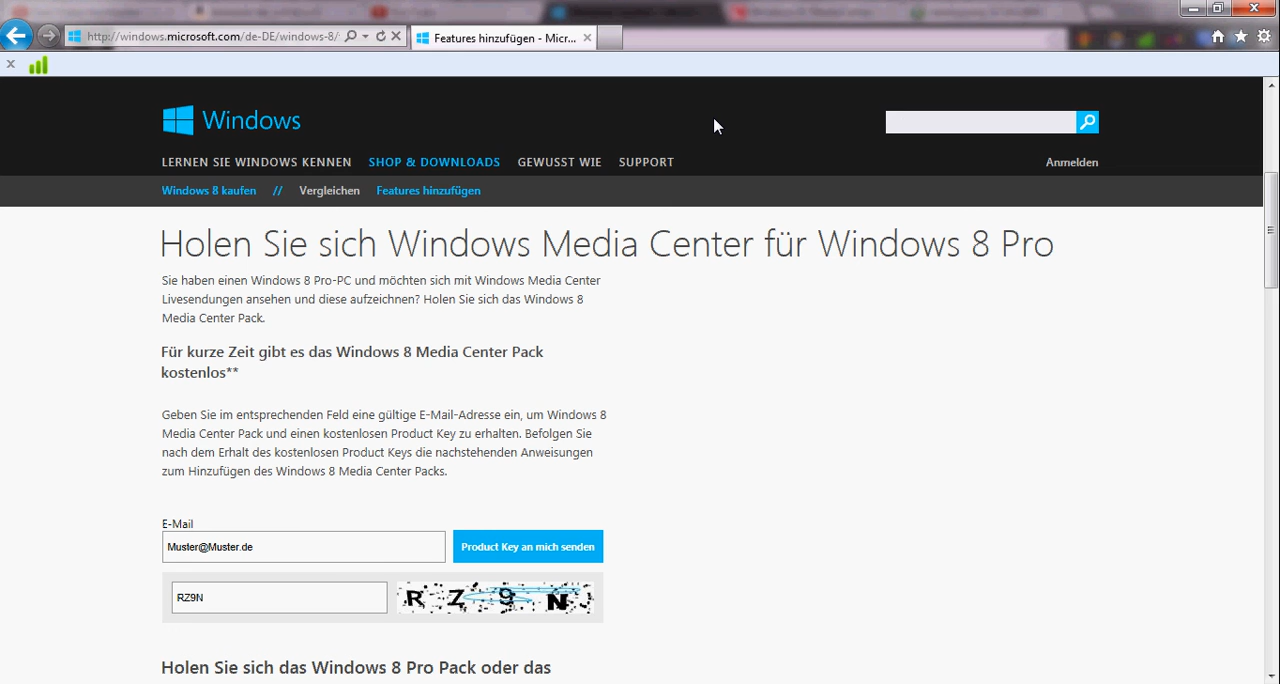 http://windows.microsoft.com/de-DE/windows-8/
Features hinzufügen - Micr...
Windows
LERNEN SIE WINDOWS KENNEN SHOP & DOWNLOADS GEWUSST WIE SUPPORT Anmelden
Windows 8 kaufen // Vergleichen Features hinzufügen
Holen Sie sich Windows Media Center für Windows 8 Pro
Sie haben einen Windows 8 Pro-PC und möchten sich mit Windows Media Center
Livesendungen ansehen und diese aufzeichnen? Holen Sie sich das Windows 8
Media Center Pack.
Für kurze Zeit gibt es das Windows 8 Media Center Pack
kostenlos**
Geben Sie im entsprechenden Feld eine gültige E-Mail-Adresse ein, um Windows 8
Media Center Pack und einen kostenlosen Product Key zu erhalten. Befolgen Sie
nach dem Erhalt des kostenlosen Product Keys die nachstehenden Anweisungen
zum Hinzufügen des Windows 8 Media Center Packs.
E-Mail
Muster@Muster.de Product Key an mich senden
RZ9N RZ9N
Holen Sie sich das Windows 8 Pro Pack oder das